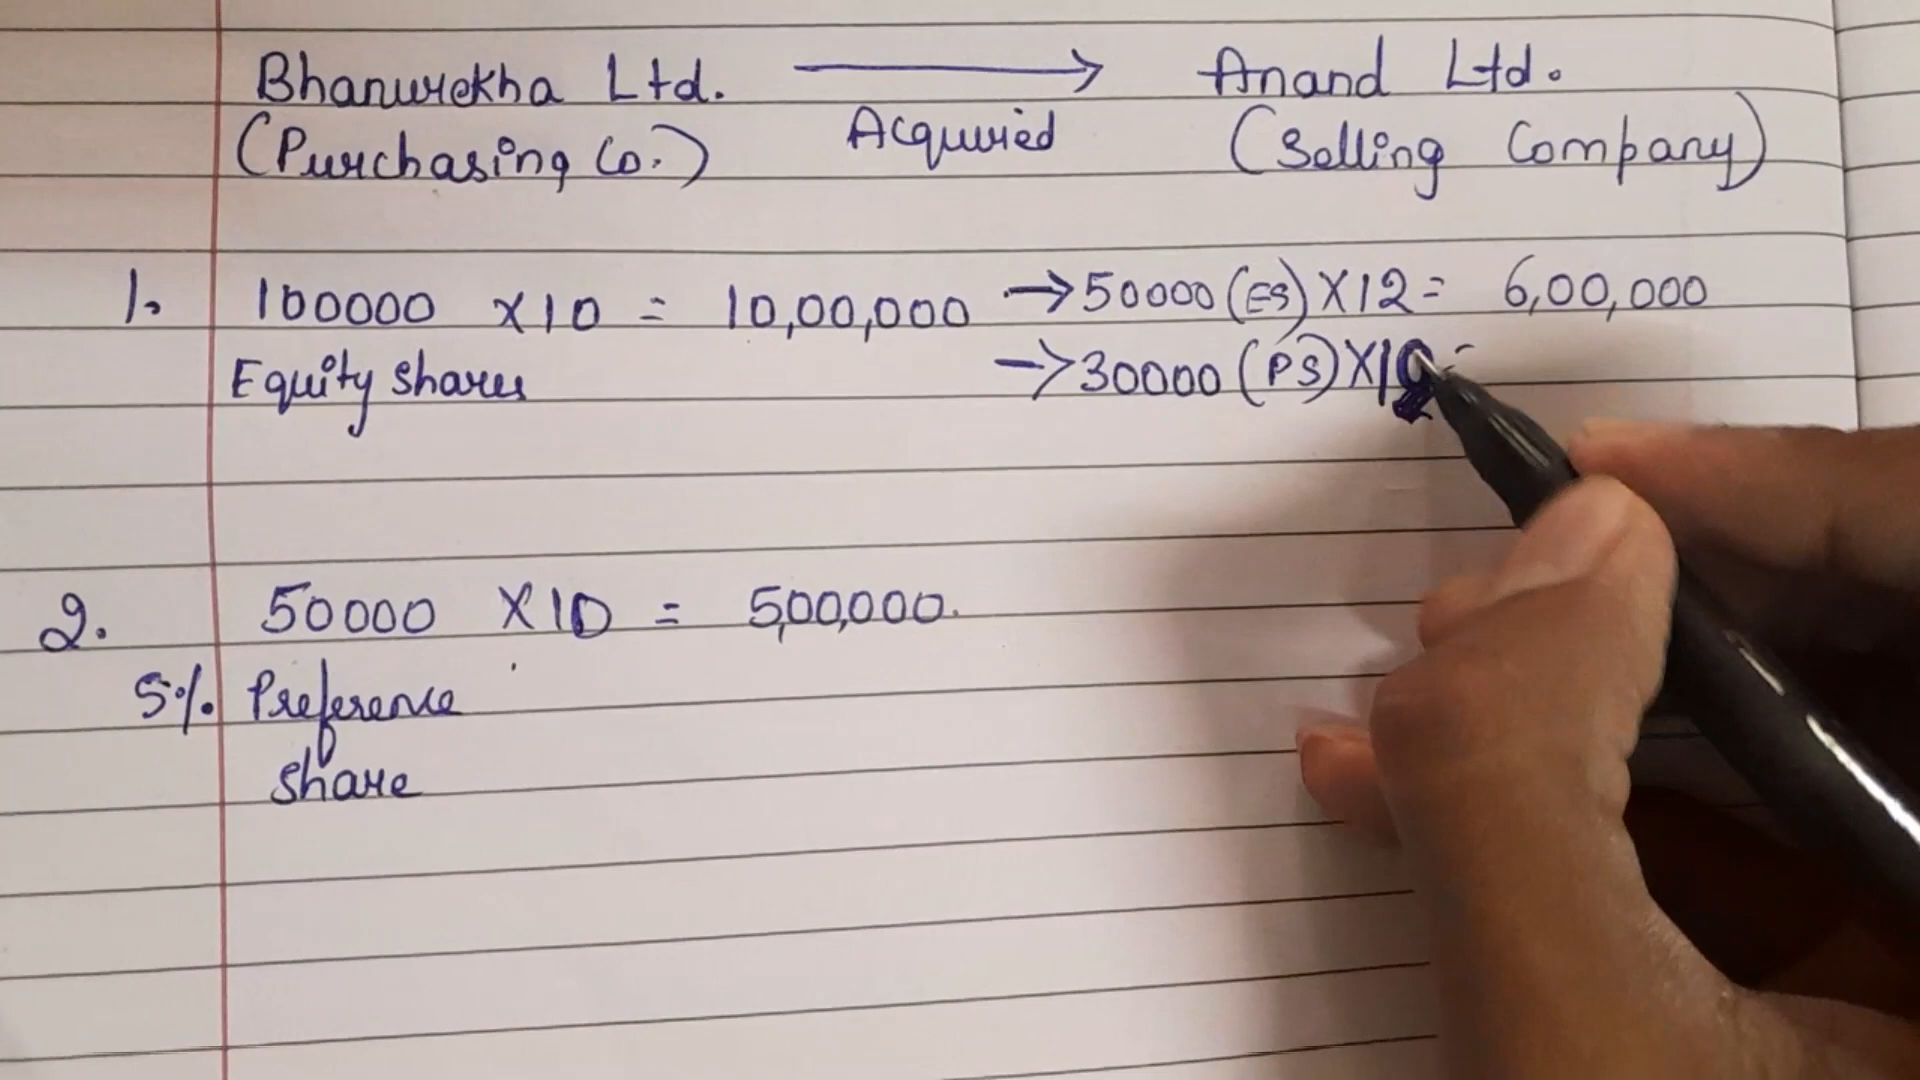 Bhanurekha Ltd. → Anand Ltd.
(Purchasing Co.) Acquried (Selling Company)
1. 100000 X10 = 10,00,000 → 50000 (ES) X12 = 6,00,000
Equity shares → 30000 (PS) X10 =
2. 50000 X10 = 5,00,000.
5% Preference
share